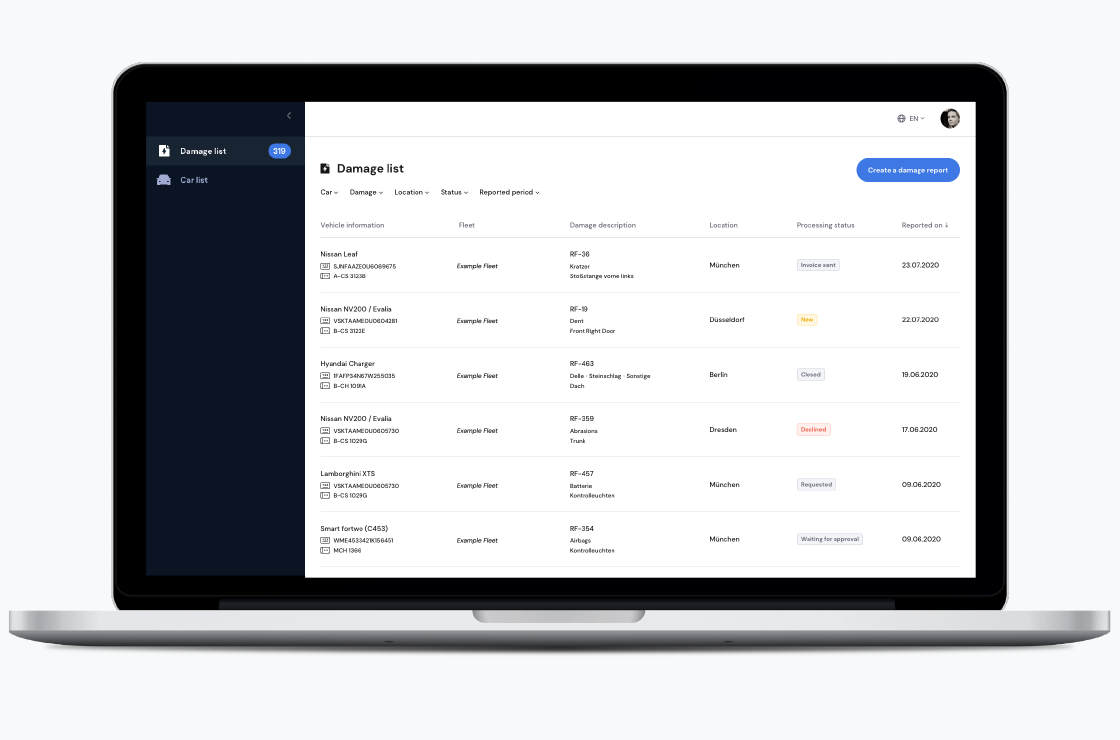 EN
Damage list 319
Car list
Damage list
Create a damage report
Car Damage Location Status Reported period
Vehicle information Fleet Damage description Location Processing status Reported on ↓
Nissan Leaf
SJNFAAZE0U6069675
A-CS 3123B
Example Fleet
RF-36
Kratzer
Stoßstange vorne links
München
Invoice sent
23.07.2020
Nissan NV200 / Evalia
VSKTAAME0U0604281
B-CS 3123E
Example Fleet
RF-19
Dent
Front Right Door
Düsseldorf
New
22.07.2020
Hyandai Charger
1FAFP34N67W255035
B-CH 1091A
Example Fleet
RF-463
Delle · Steinschlag · Sonstige
Dach
Berlin
Closed
19.06.2020
Nissan NV200 / Evalia
VSKTAAME0U0605730
B-CS 1029G
Example Fleet
RF-359
Abrasions
Trunk
Dresden
Declined
17.06.2020
Lamborghini XTS
VSKTAAME0U0605730
B-CS 1029G
Example Fleet
RF-457
Batterie
Kontrolleuchten
München
Requested
09.06.2020
Smart fortwo (C453)
WME4533421K156451
MCH 1366
Example Fleet
RF-354
Airbags
Kontrolleuchten
München
Waiting for approval
09.06.2020